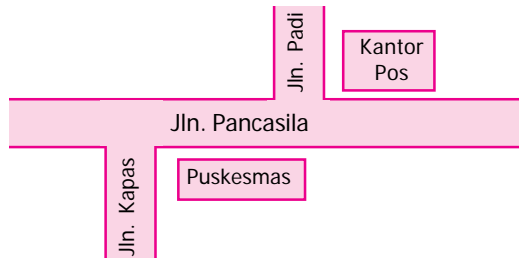 Jln. Padi
Kantor
Pos
Jln. Pancasila
Jln. Kapas
Puskesmas